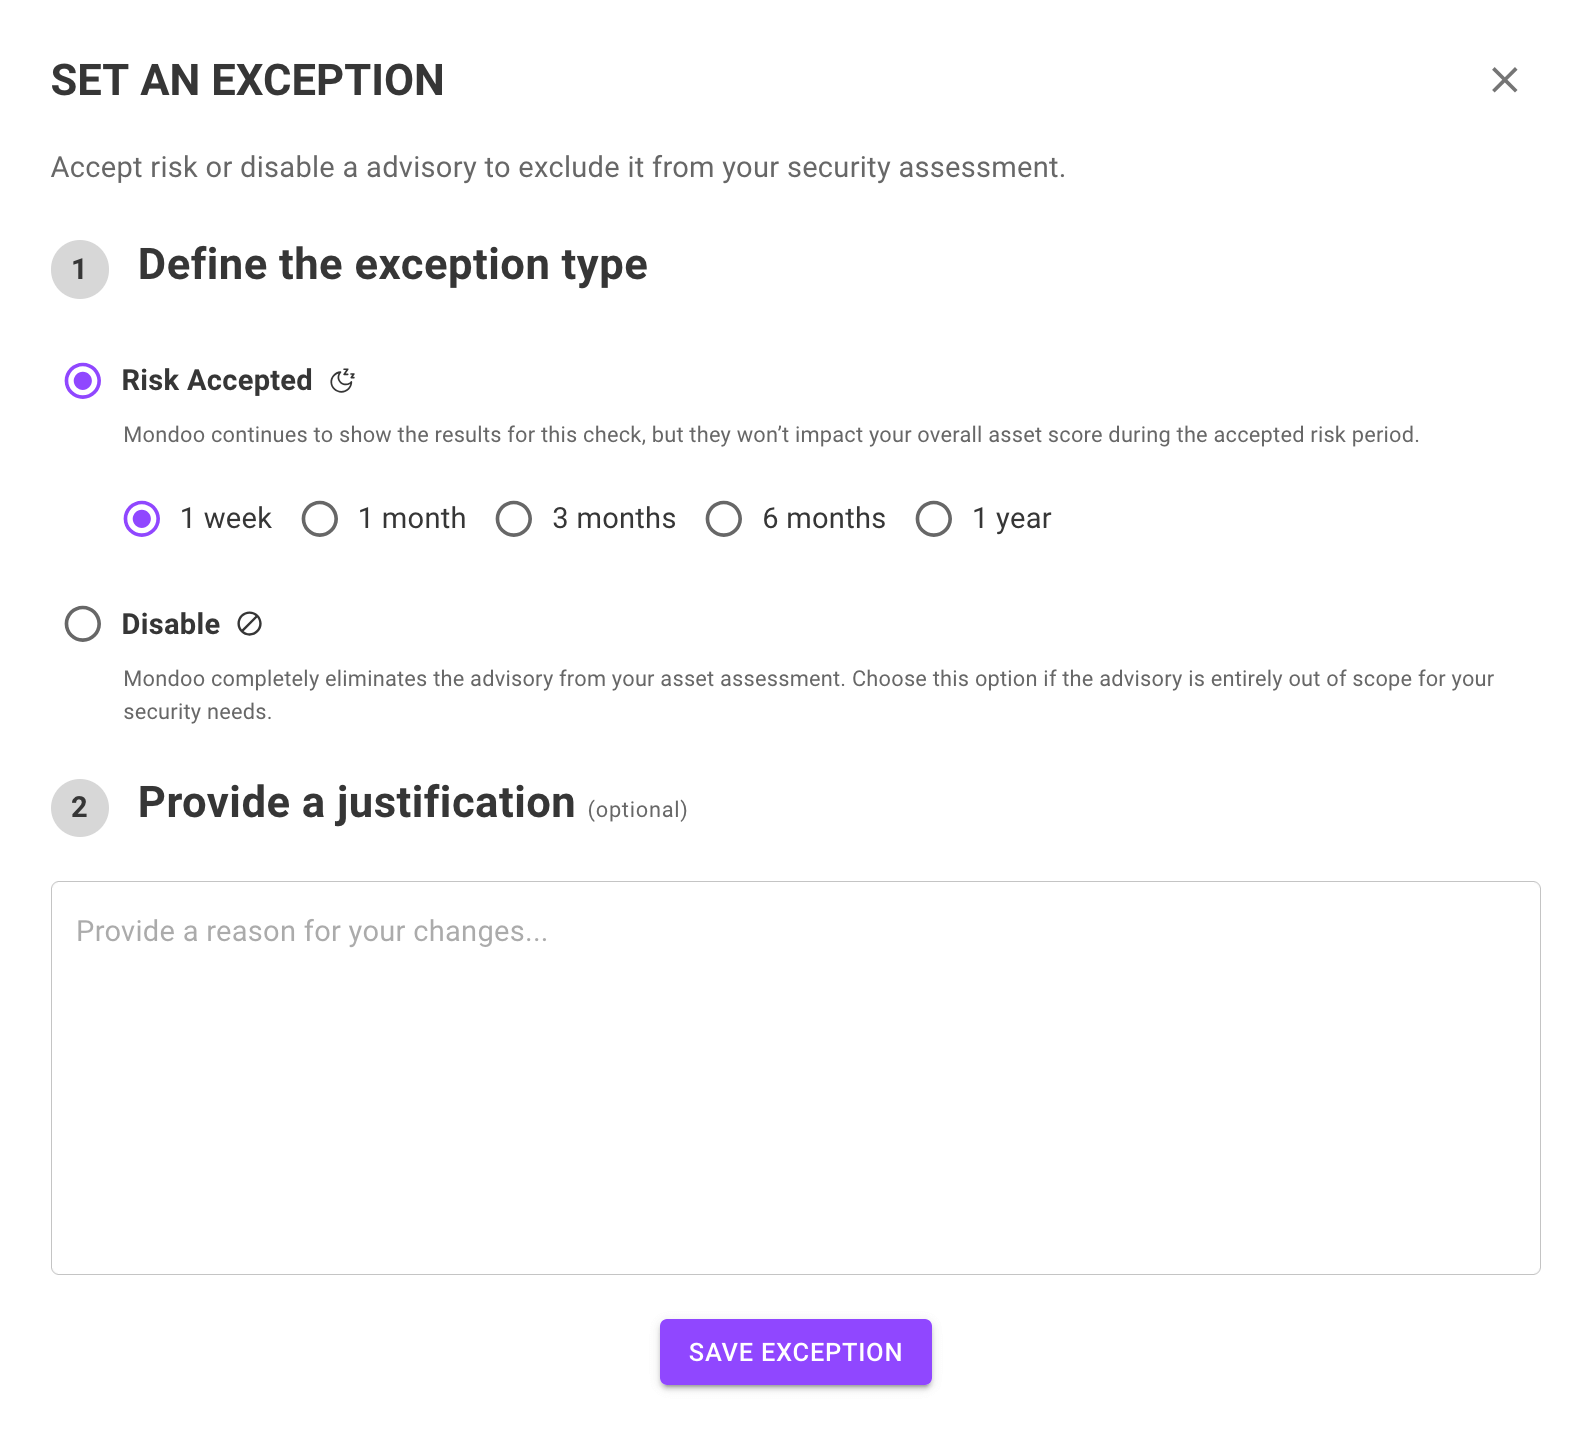 SET AN EXCEPTION
Accept risk or disable a advisory to exclude it from your security assessment.
1 Define the exception type
Risk Accepted
Mondoo continues to show the results for this check, but they won’t impact your overall asset score during the accepted risk period.
1 week 1 month 3 months 6 months 1 year
Disable
Mondoo completely eliminates the advisory from your asset assessment. Choose this option if the advisory is entirely out of scope for your
security needs.
2 Provide a justification (optional)
Provide a reason for your changes...
SAVE EXCEPTION